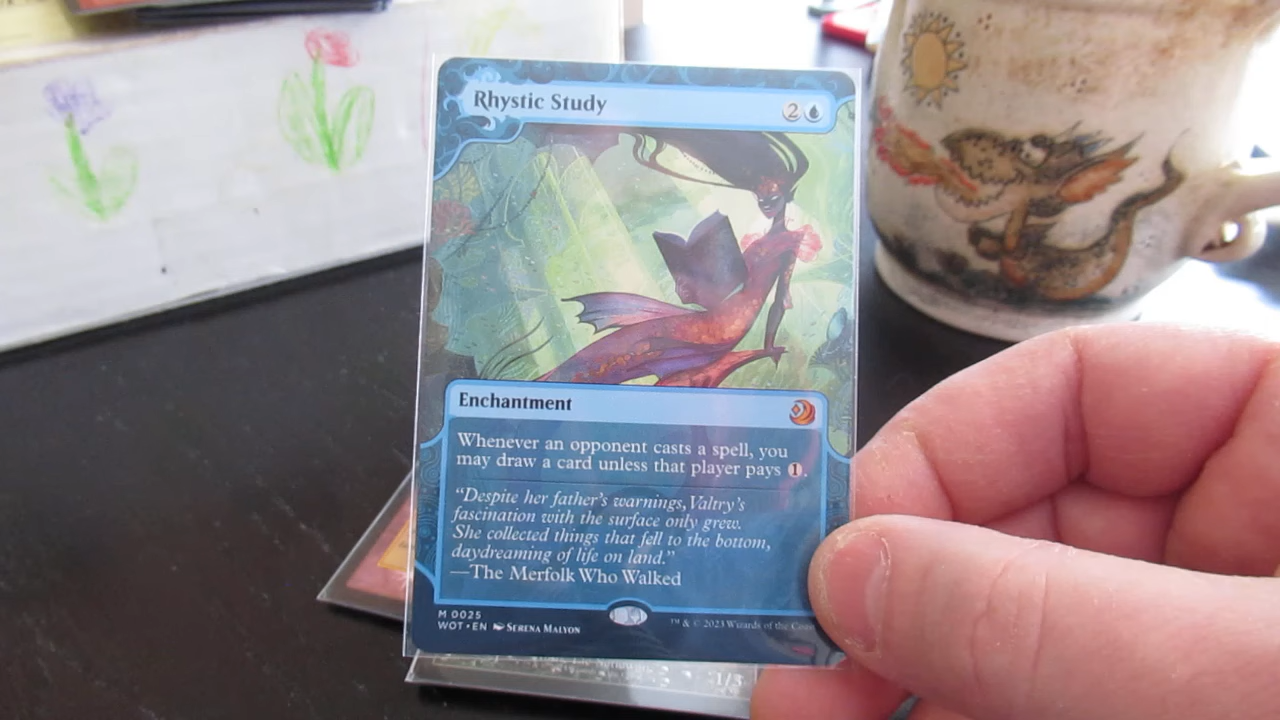 Rhystic Study 2
Enchantment
Whenever an opponent casts a spell, you
may draw a card unless that player pays 1.
“Despite her father’s warnings, Valtry’s
fascination with the surface only grew.
She collected things that fell to the bottom,
daydreaming of life on land.”
—The Merfolk Who Walked
M 0025
WOT • EN SERENA MALYON
™ & © 2023 Wizards of the
1/3